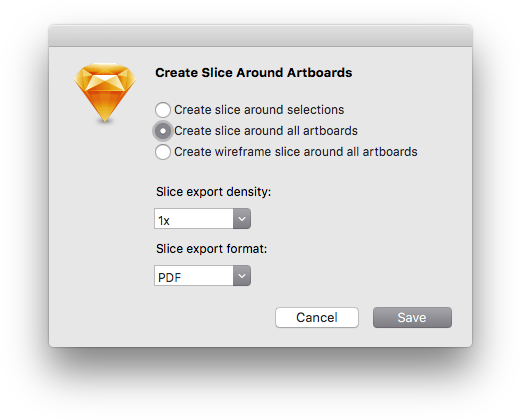 Create Slice Around Artboards
Create slice around selections
Create slice around all artboards
Create wireframe slice around all artboards
Slice export density:
1x
Slice export format:
PDF
Cancel Save